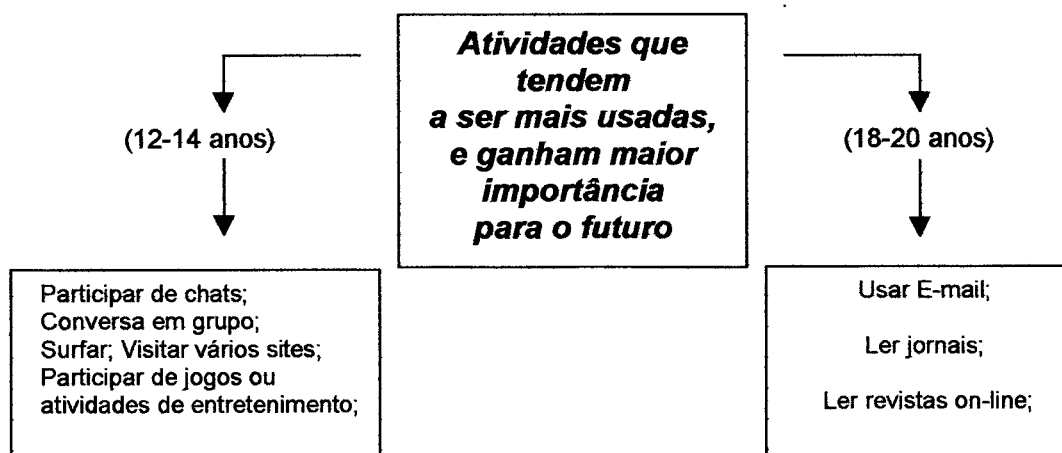 Atividades que
tendem
a ser mais usadas,
e ganham maior
importância
para o futuro
(12-14 anos)
(18-20 anos)
Participar de chats;
Conversa em grupo;
Surfar; Visitar vários sites;
Participar de jogos ou
atividades de entretenimento;
Usar E-mail;
Ler jornais;
Ler revistas on-line;